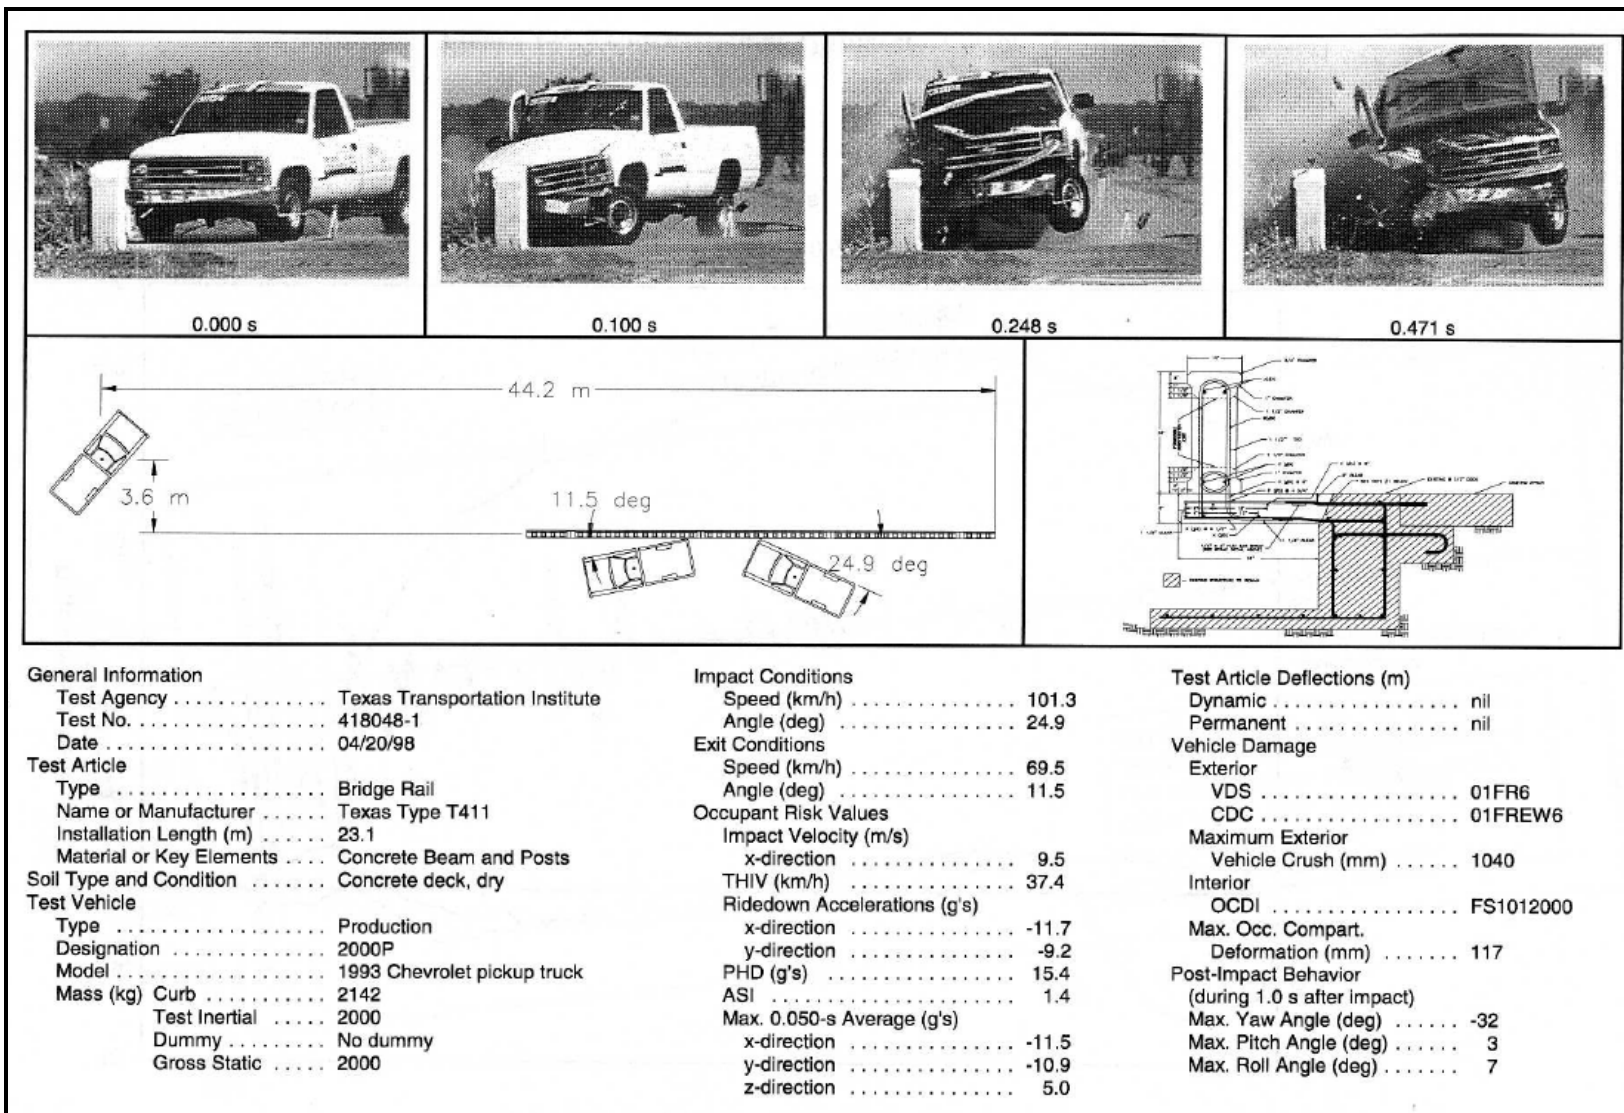 0.000 s
0.100 s
0.248 s
0.471 s
44.2 m
3.6 m
11.5 deg
24.9 deg
General Information
Test Agency . . . . . . . . . . . . . . Texas Transportation Institute
Test No. . . . . . . . . . . . . . . . . . 418048-1
Date . . . . . . . . . . . . . . . . . . . . 04/20/98
Test Article
Type . . . . . . . . . . . . . . . . . . . Bridge Rail
Name or Manufacturer . . . . . . Texas Type T411
Installation Length (m) . . . . . . 23.1
Material or Key Elements . . . . Concrete Beam and Posts
Soil Type and Condition . . . . . . . Concrete deck, dry
Test Vehicle
Type . . . . . . . . . . . . . . . . . . . Production
Designation . . . . . . . . . . . . . . 2000P
Model . . . . . . . . . . . . . . . . . . . 1993 Chevrolet pickup truck
Mass (kg) Curb . . . . . . . . . . . 2142
Test Inertial . . . . . 2000
Dummy . . . . . . . . . No dummy
Gross Static . . . . . 2000
Impact Conditions
Speed (km/h) . . . . . . . . . . . . . . . 101.3
Angle (deg) . . . . . . . . . . . . . . . . 24.9
Exit Conditions
Speed (km/h) . . . . . . . . . . . . . . . 69.5
Angle (deg) . . . . . . . . . . . . . . . . 11.5
Occupant Risk Values
Impact Velocity (m/s)
x-direction . . . . . . . . . . . . . . . 9.5
THIV (km/h) . . . . . . . . . . . . . . . 37.4
Ridedown Accelerations (g's)
x-direction . . . . . . . . . . . . . . . -11.7
y-direction . . . . . . . . . . . . . . . -9.2
PHD (g's) . . . . . . . . . . . . . . . . . 15.4
ASI . . . . . . . . . . . . . . . . . . . . . 1.4
Max. 0.050-s Average (g's)
x-direction . . . . . . . . . . . . . . . -11.5
y-direction . . . . . . . . . . . . . . . -10.9
z-direction . . . . . . . . . . . . . . . 5.0
Test Article Deflections (m)
Dynamic . . . . . . . . . . . . . . . . . nil
Permanent . . . . . . . . . . . . . . . nil
Vehicle Damage
Exterior
VDS . . . . . . . . . . . . . . . . . . . 01FR6
CDC . . . . . . . . . . . . . . . . . . . 01FREW6
Maximum Exterior
Vehicle Crush (mm) . . . . . . 1040
Interior
OCDI . . . . . . . . . . . . . . . . . . FS1012000
Max. Occ. Compart.
Deformation (mm) . . . . . . . 117
Post-Impact Behavior
(during 1.0 s after impact)
Max. Yaw Angle (deg) . . . . . . -32
Max. Pitch Angle (deg) . . . . . . 3
Max. Roll Angle (deg) . . . . . . . 7